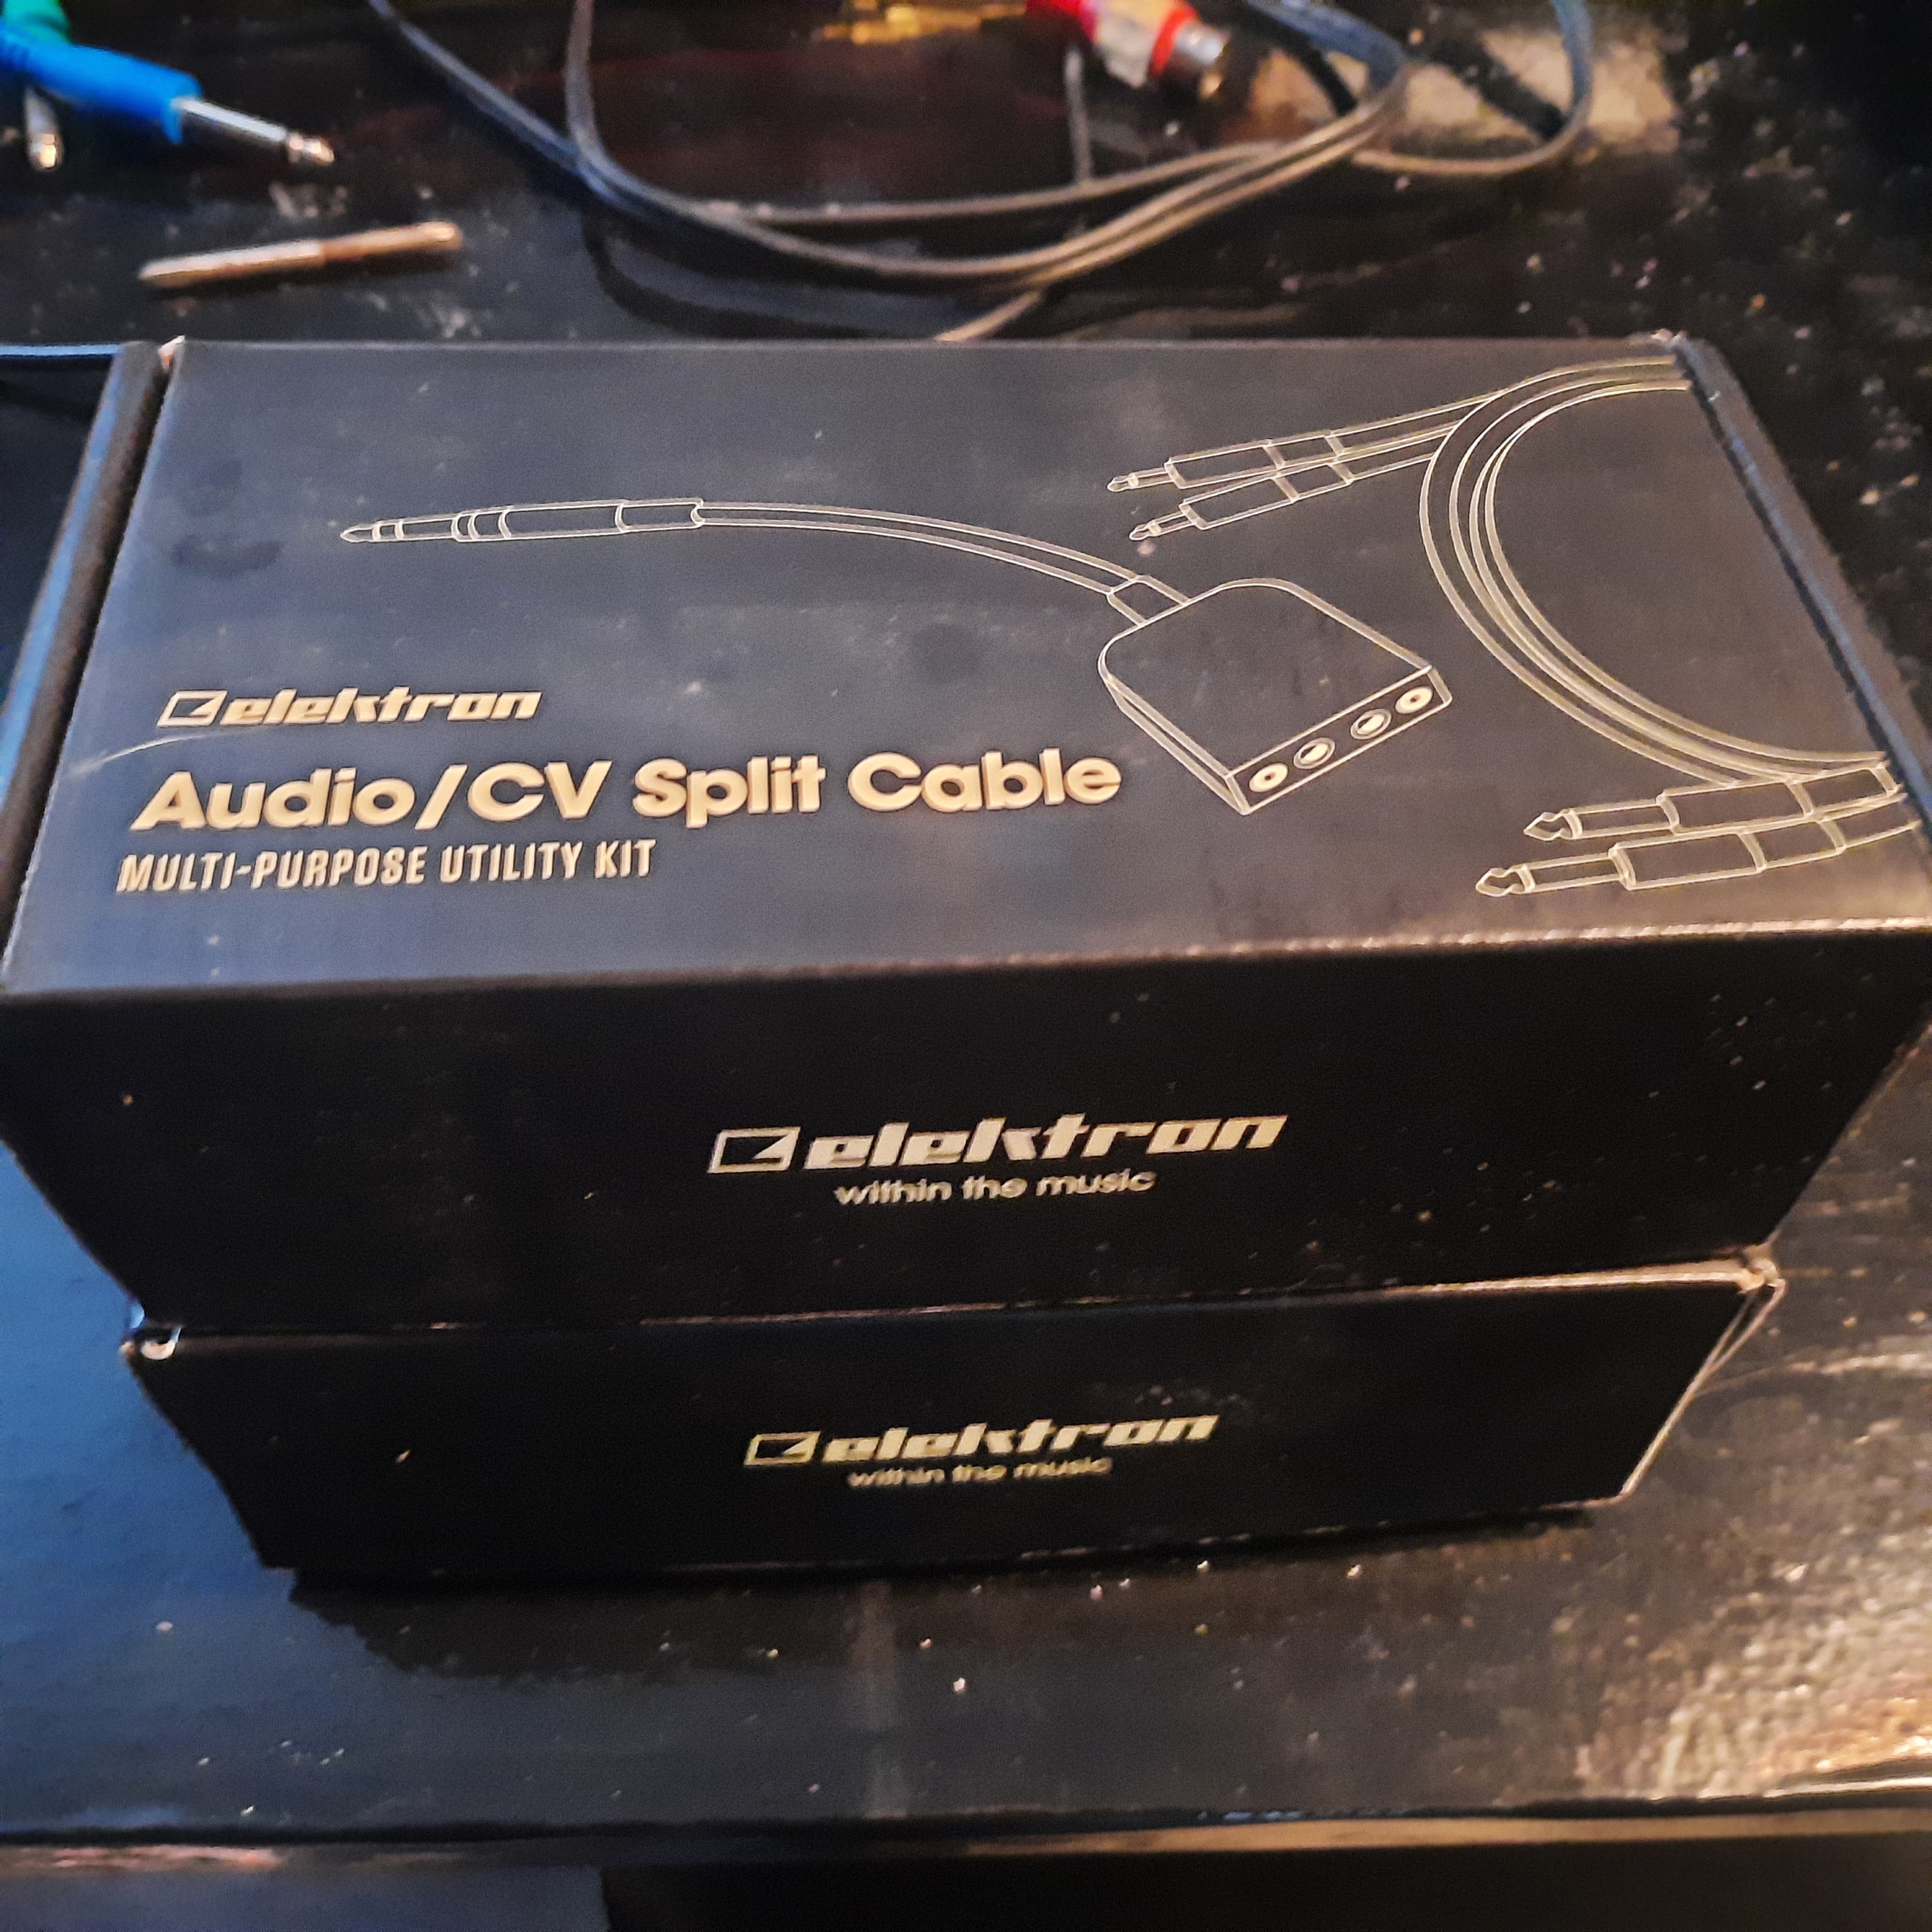 elektron
Audio/CV Split Cable
MULTI-PURPOSE UTILITY KIT
elektron
within the music
elektron
within the music